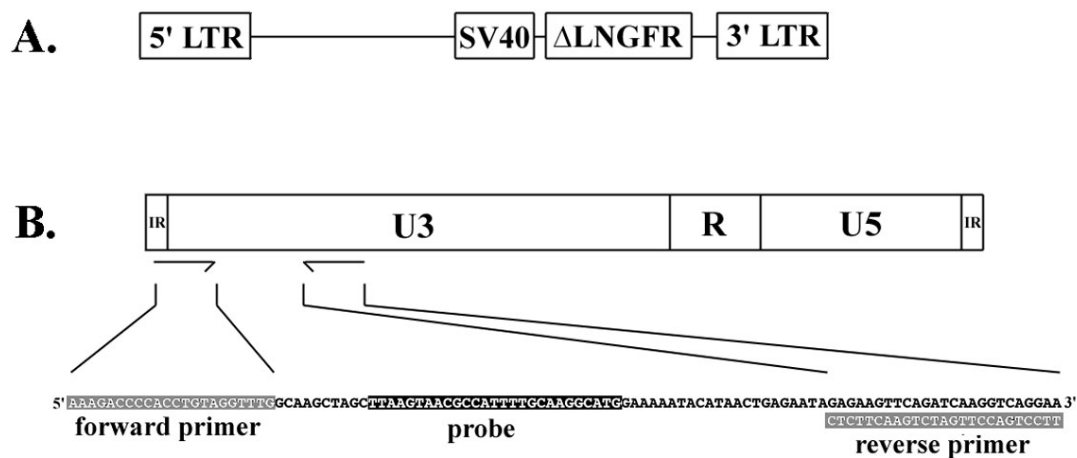 A.
5' LTR SV40 ΔLNGFR 3' LTR
B.
IR U3 R U5 IR
5' AAAGACCCCACCTGTAGGTTTGGCAAGCTAGCTTAAGTAACGCCATTTTGCAAGGCATGGAAAAATACATAACTGAGAATAGAGAAGTTCAGATCAAGGTCAGGAA 3'
CTCTTCAAGTCTAGTTCCAGTCCTT
forward primer probe reverse primer